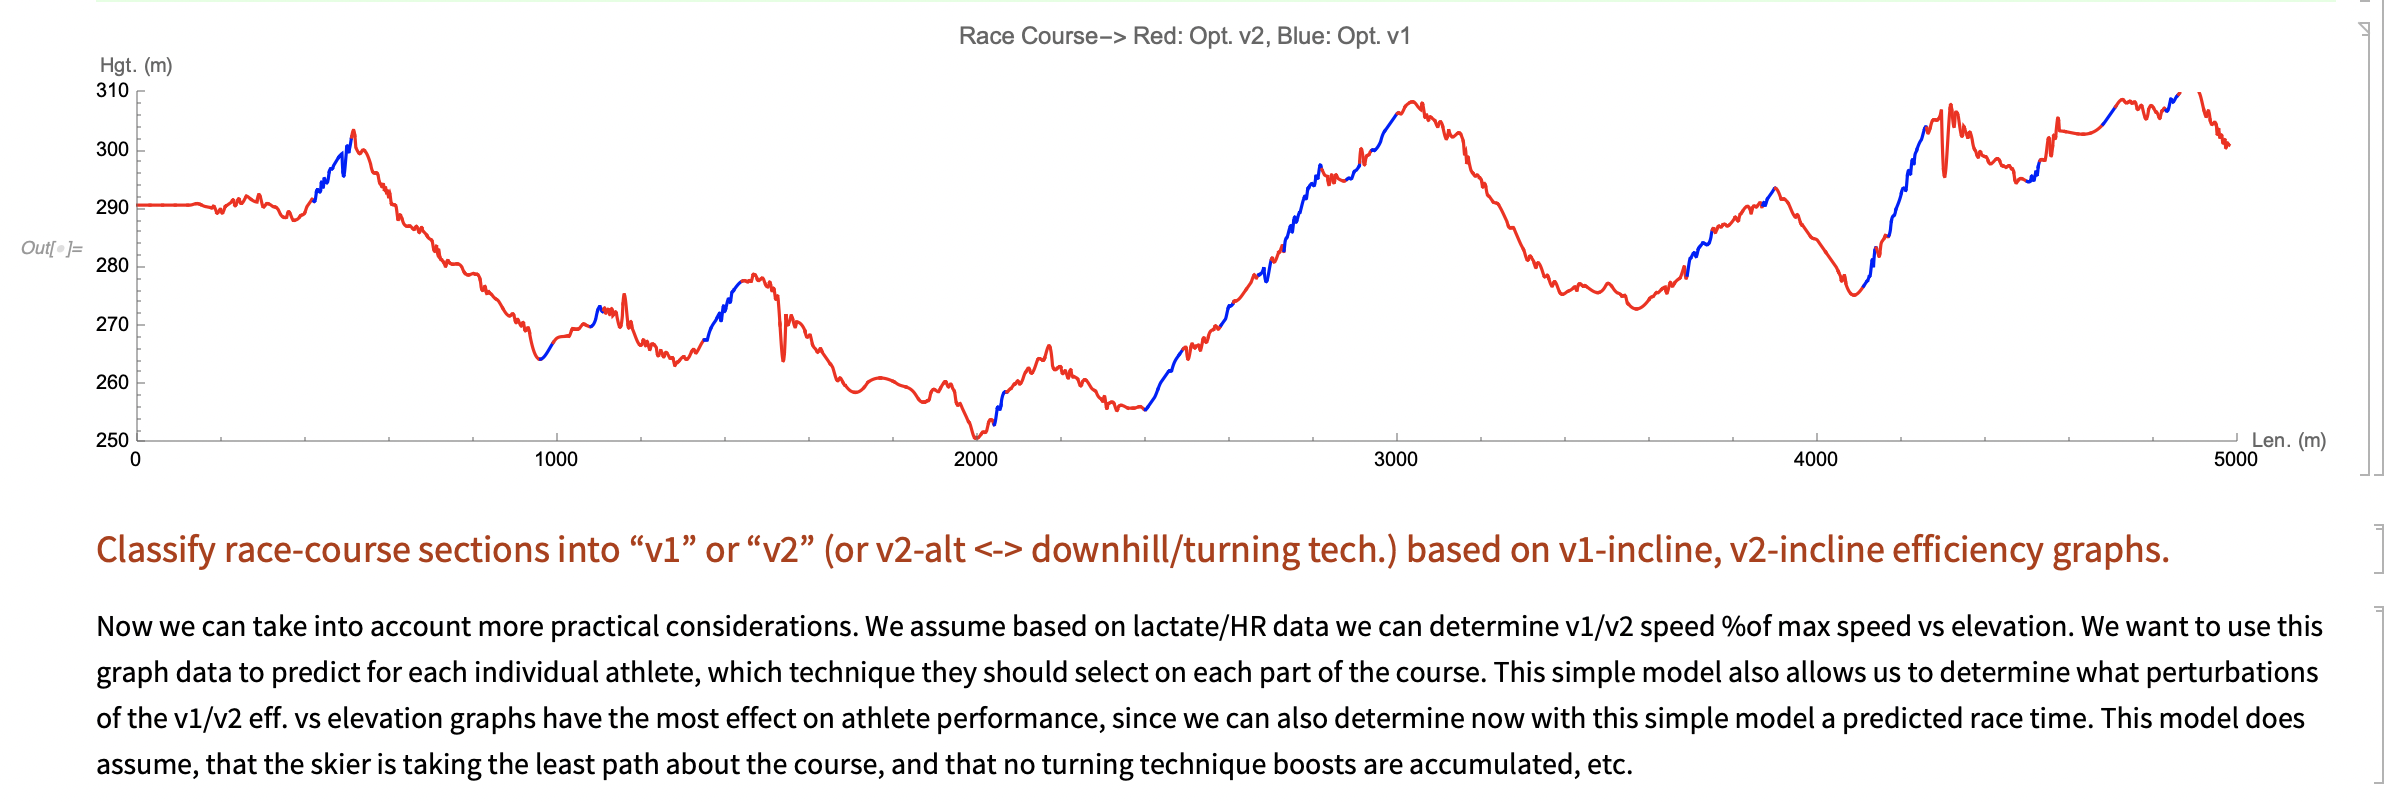 Race Course–> Red: Opt. v2, Blue: Opt. v1
Hgt. (m)
310
300
290
Out[•]=
280
270
260
250
Len. (m)
0 1000 2000 3000 4000 5000
Classify race-course sections into “v1” or “v2” (or v2-alt <-> downhill/turning tech.) based on v1-incline, v2-incline efficiency graphs.
Now we can take into account more practical considerations. We assume based on lactate/HR data we can determine v1/v2 speed %of max speed vs elevation. We want to use this
graph data to predict for each individual athlete, which technique they should select on each part of the course. This simple model also allows us to determine what perturbations
of the v1/v2 eff. vs elevation graphs have the most effect on athlete performance, since we can also determine now with this simple model a predicted race time. This model does
assume, that the skier is taking the least path about the course, and that no turning technique boosts are accumulated, etc.